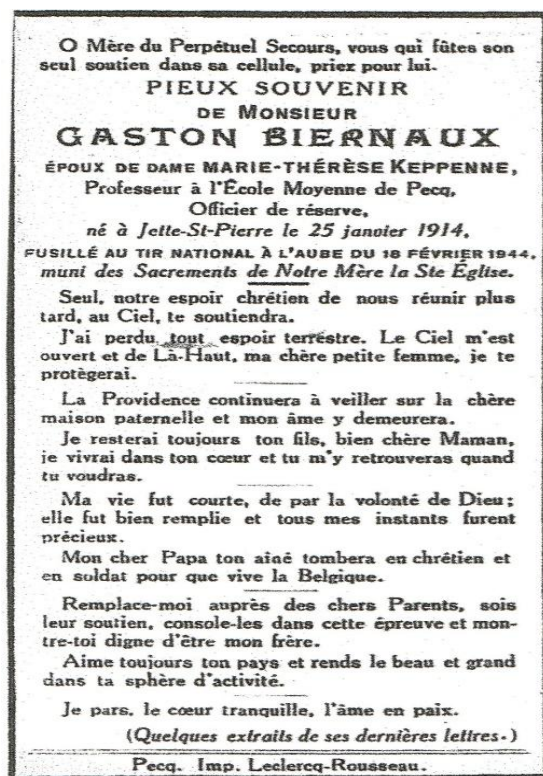 O Mère du Perpétuel Secours, vous qui fûtes son
seul soutien dans sa cellule, priez pour lui.
PIEUX SOUVENIR
DE MONSIEUR
GASTON BIERNAUX
ÉPOUX DE DAME MARIE-THÉRÈSE KEPPENNE,
Professeur à l'École Moyenne de Pecq,
Officier de réserve,
né à Jette-St-Pierre le 25 janvier 1914,
FUSILLÉ AU TIR NATIONAL À L'AUBE DU 18 FÉVRIER 1944,
muni des Sacrements de Notre Mère la Ste Église.
Seul, notre espoir chrétien de nous réunir plus
tard, au Ciel, te soutiendra.
J'ai perdu tout espoir terrestre. Le Ciel m'est
ouvert et de Là-Haut, ma chère petite femme, je te
protègerai.
La Providence continuera à veiller sur la chère
maison paternelle et mon âme y demeurera.
Je resterai toujours ton fils, bien chère Maman,
je vivrai dans ton cœur et tu m'y retrouveras quand
tu voudras.
Ma vie fut courte, de par la volonté de Dieu ;
elle fut bien remplie et tous mes instants furent
précieux.
Mon cher Papa ton aîné tombera en chrétien et
en soldat pour que vive la Belgique.
Remplace-moi auprès des chers Parents, sois
leur soutien, console-les dans cette épreuve et mon-
tre-toi digne d'être mon frère.
Aime toujours ton pays et rends le beau et grand
dans ta sphère d'activité.
Je pars, le cœur tranquille, l'âme en paix.
(Quelques extraits de ses dernières lettres.)
Pecq. Imp. Leclercq-Rousseau.